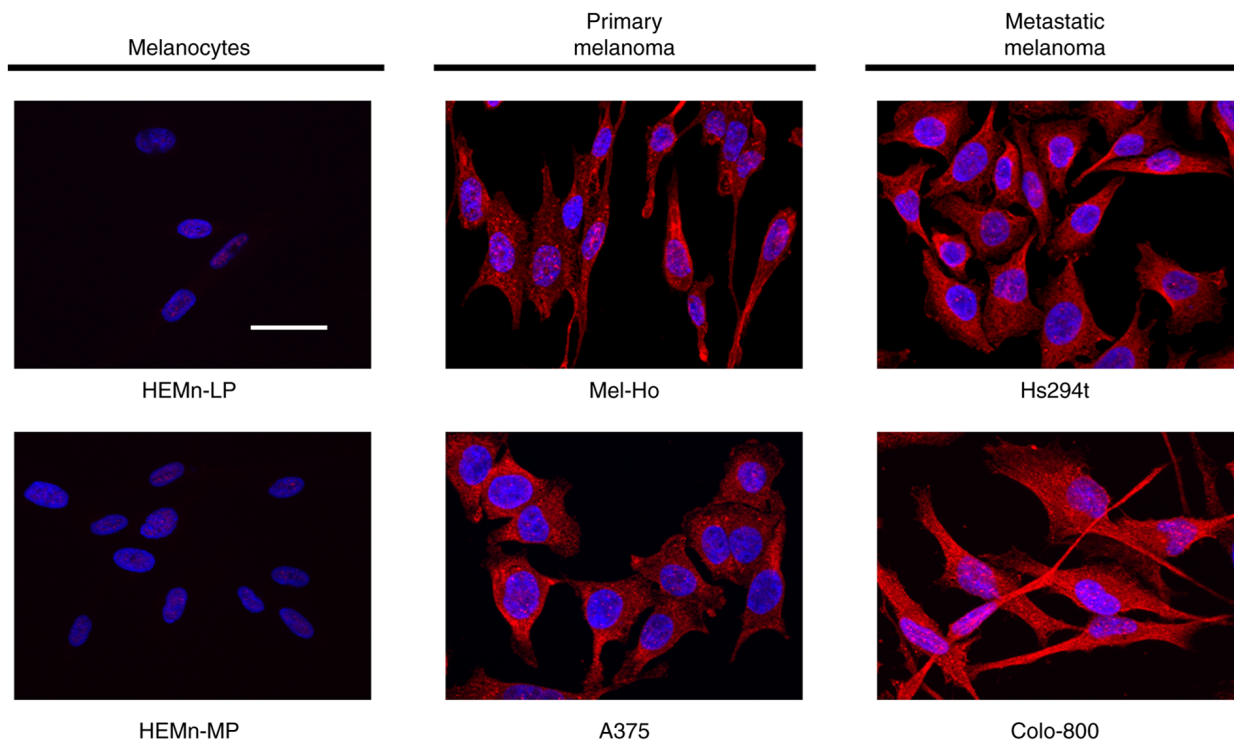 Melanocytes
Primary
melanoma
Metastatic
melanoma
HEMn-LP
Mel-Ho
Hs294t
HEMn-MP
A375
Colo-800